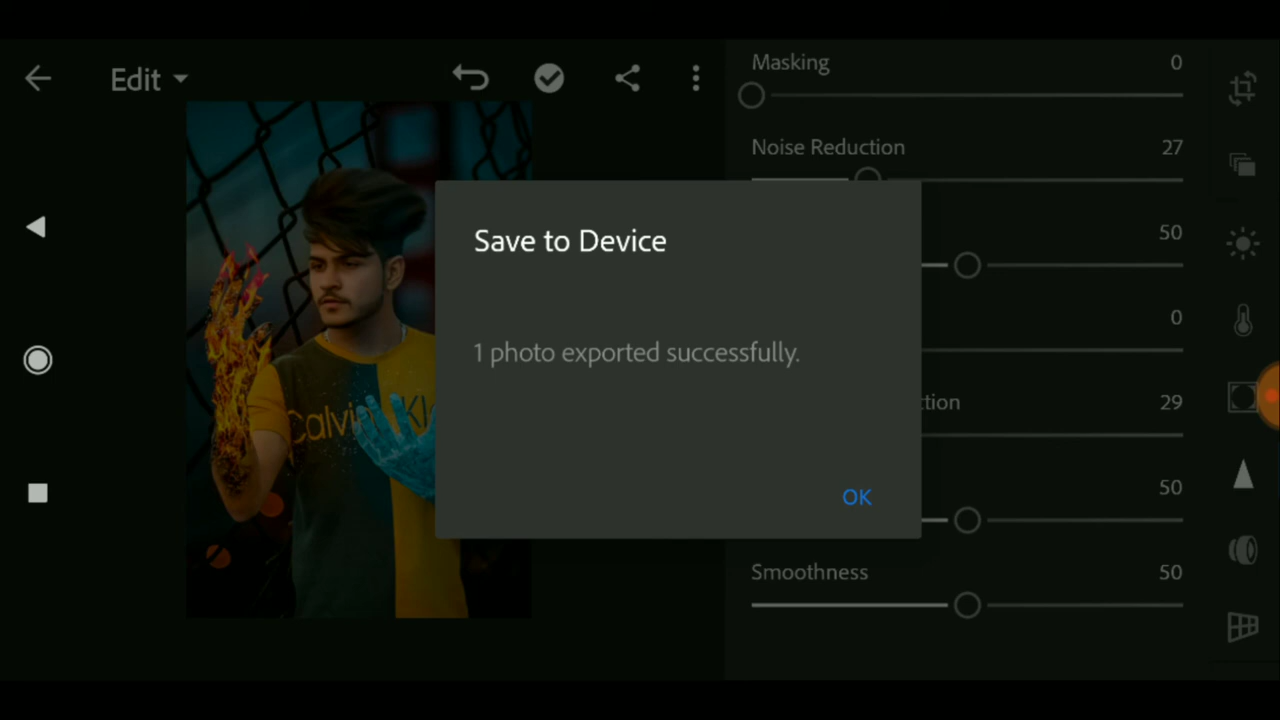 Edit
Masking 0
Noise Reduction 27
50
0
ction 29
50
Smoothness 50
Save to Device
1 photo exported successfully.
OK
Calvin Kl